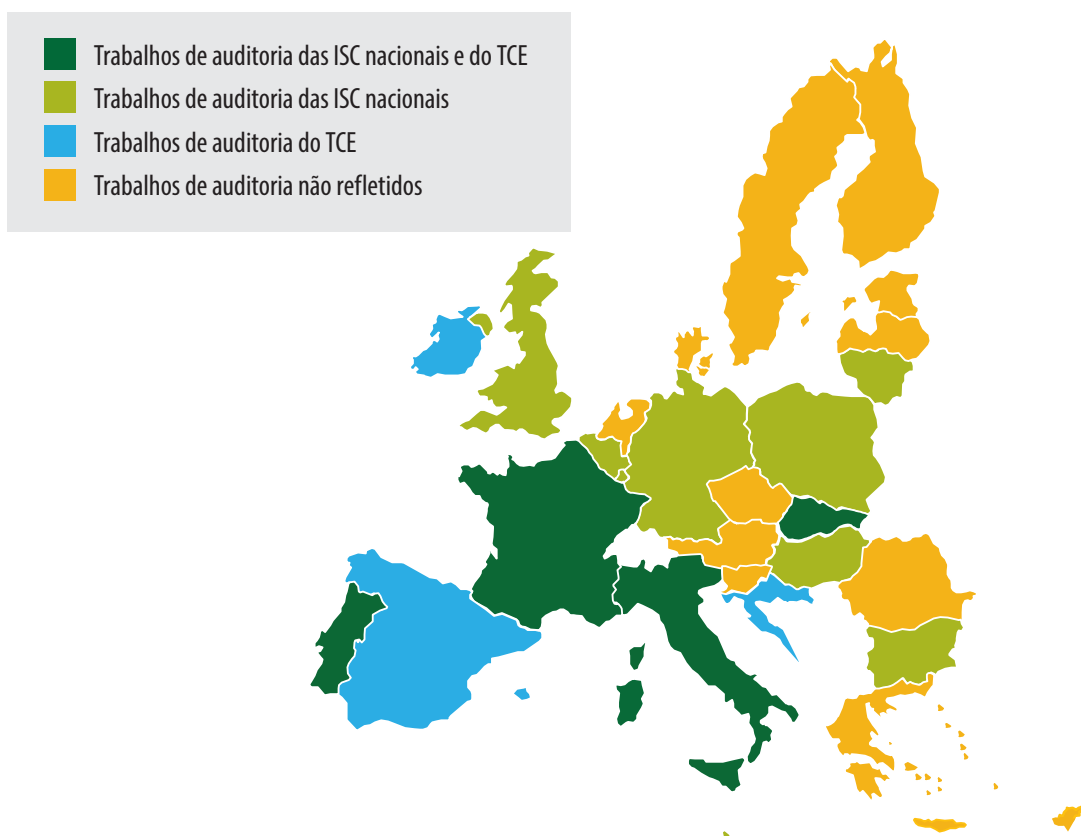 Trabalhos de auditoria das ISC nacionais e do TCE
Trabalhos de auditoria das ISC nacionais
Trabalhos de auditoria do TCE
Trabalhos de auditoria não refletidos